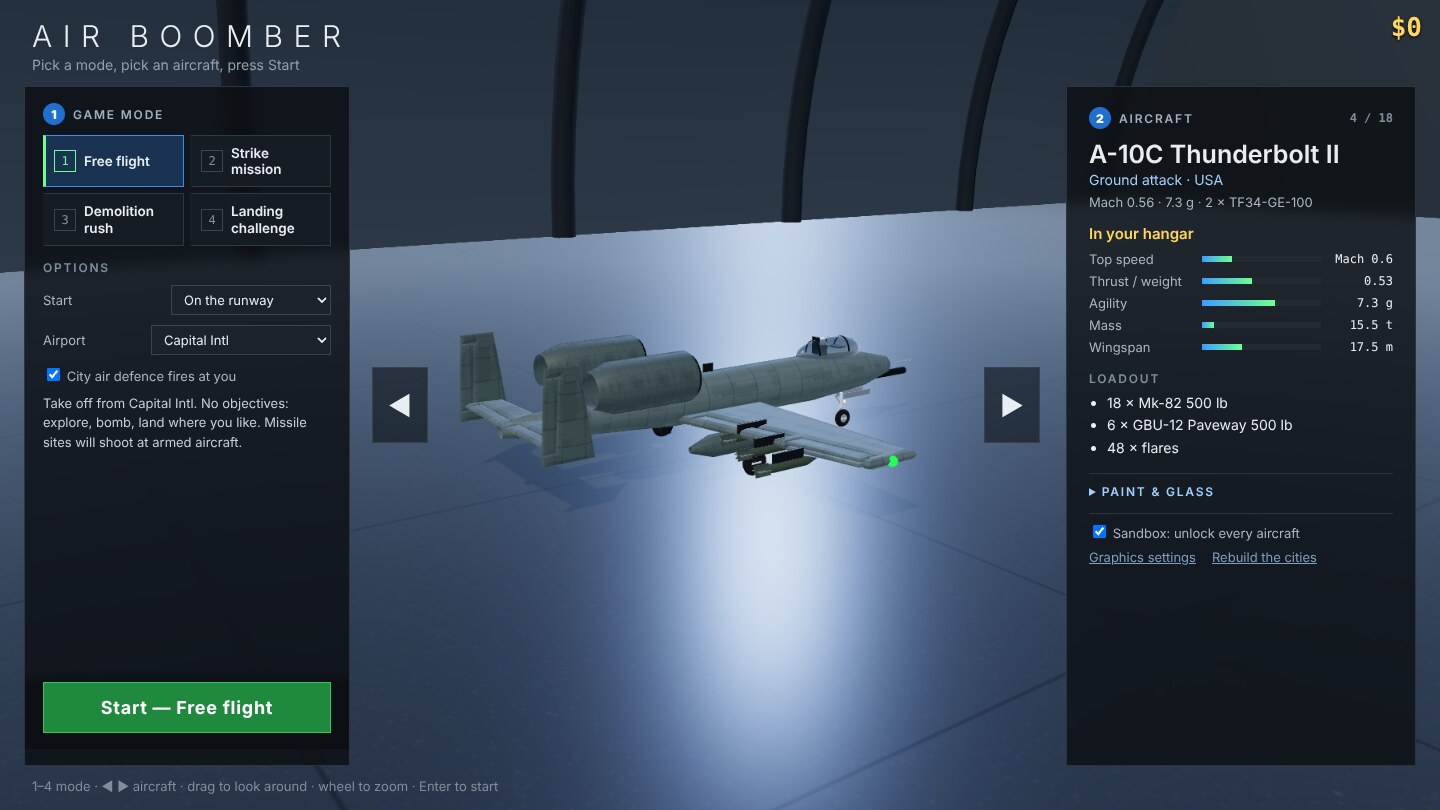 AIR BOOMBER
$0
Pick a mode, pick an aircraft, press Start
1 GAME MODE
1 Free flight
2 Strike
mission
3 Demolition
rush
4 Landing
challenge
OPTIONS
Start On the runway
Airport Capital Intl
City air defence fires at you
Take off from Capital Intl. No objectives:
explore, bomb, land where you like. Missile
sites will shoot at armed aircraft.
Start — Free flight
2 AIRCRAFT 4 / 18
A-10C Thunderbolt II
Ground attack · USA
Mach 0.56 · 7.3 g · 2 × TF34-GE-100
In your hangar
Top speed Mach 0.6
Thrust / weight 0.53
Agility 7.3 g
Mass 15.5 t
Wingspan 17.5 m
LOADOUT
• 18 × Mk-82 500 lb
• 6 × GBU-12 Paveway 500 lb
• 48 × flares
▸ PAINT & GLASS
Sandbox: unlock every aircraft
Graphics settings Rebuild the cities
1–4 mode · ◀ ▶ aircraft · drag to look around · wheel to zoom · Enter to start